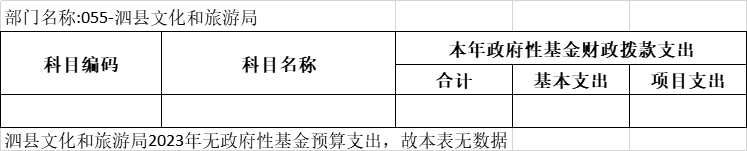 部门名称:055-泗县文化和旅游局
科目编码 科目名称 本年政府性基金财政拨款支出
合计 基本支出 项目支出
泗县文化和旅游局2023年无政府性基金预算支出，故本表无数据